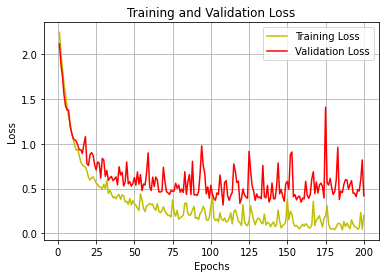 Training and Validation Loss
Training Loss
Validation Loss
Loss
2.0
1.5
1.0
0.5
0.0
0 25 50 75 100 125 150 175 200
Epochs